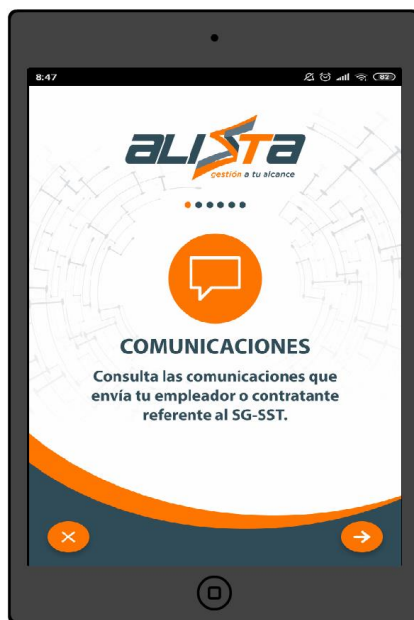 8:47
82
ALISTA
gestión a tu alcance
COMUNICACIONES
Consulta las comunicaciones que
envía tu empleador o contratante
referente al SG-SST.